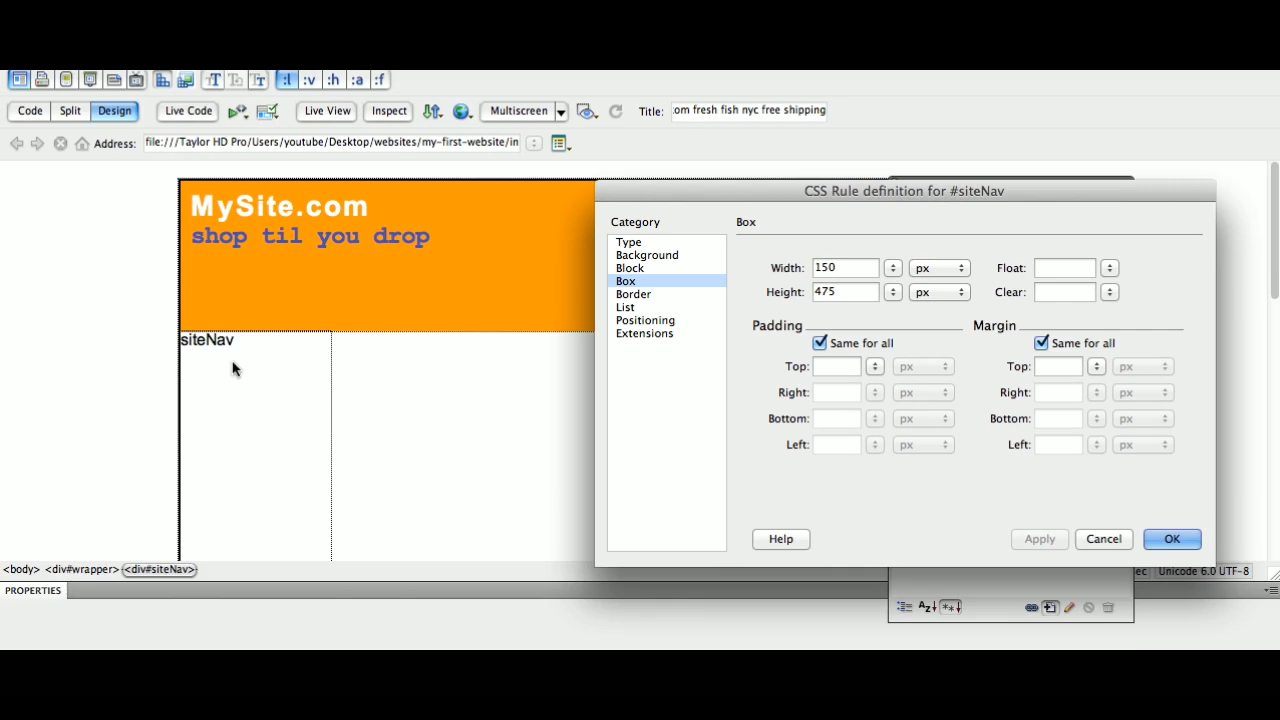 :l :v :h :a :f
Code Split Design Live Code Live View Inspect Multiscreen Title: om fresh fish nyc free shipping
Address: file:///Taylor HD Pro/Users/youtube/Desktop/websites/my-first-website/in
MySite.com
shop til you drop
siteNav
CSS Rule definition for #siteNav
Category
Type
Background
Block
Box
Border
List
Positioning
Extensions
Box
Width: 150 px Float:
Height: 475 px Clear:
Padding Margin
Same for all Same for all
Top: px Top: px
Right: px Right: px
Bottom: px Bottom: px
Left: px Left: px
Help Apply Cancel OK
<body> <div#wrapper> <div#siteNav> ec Unicode 6.0 UTF-8
PROPERTIES